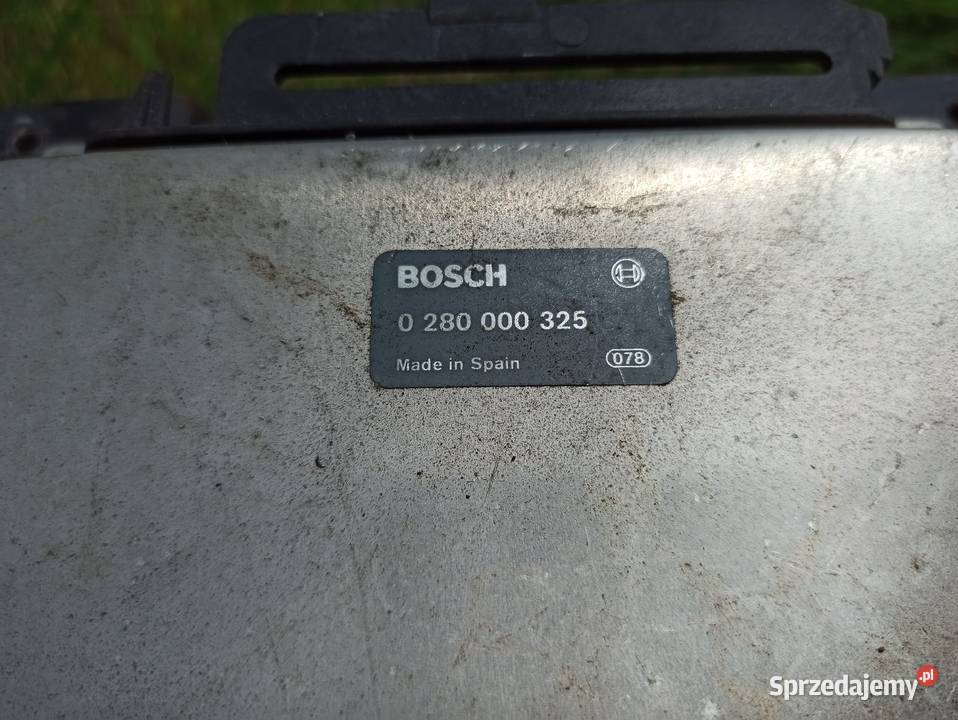 BOSCH
0 280 000 325
Made in Spain 078
Sprzedajemy.pl